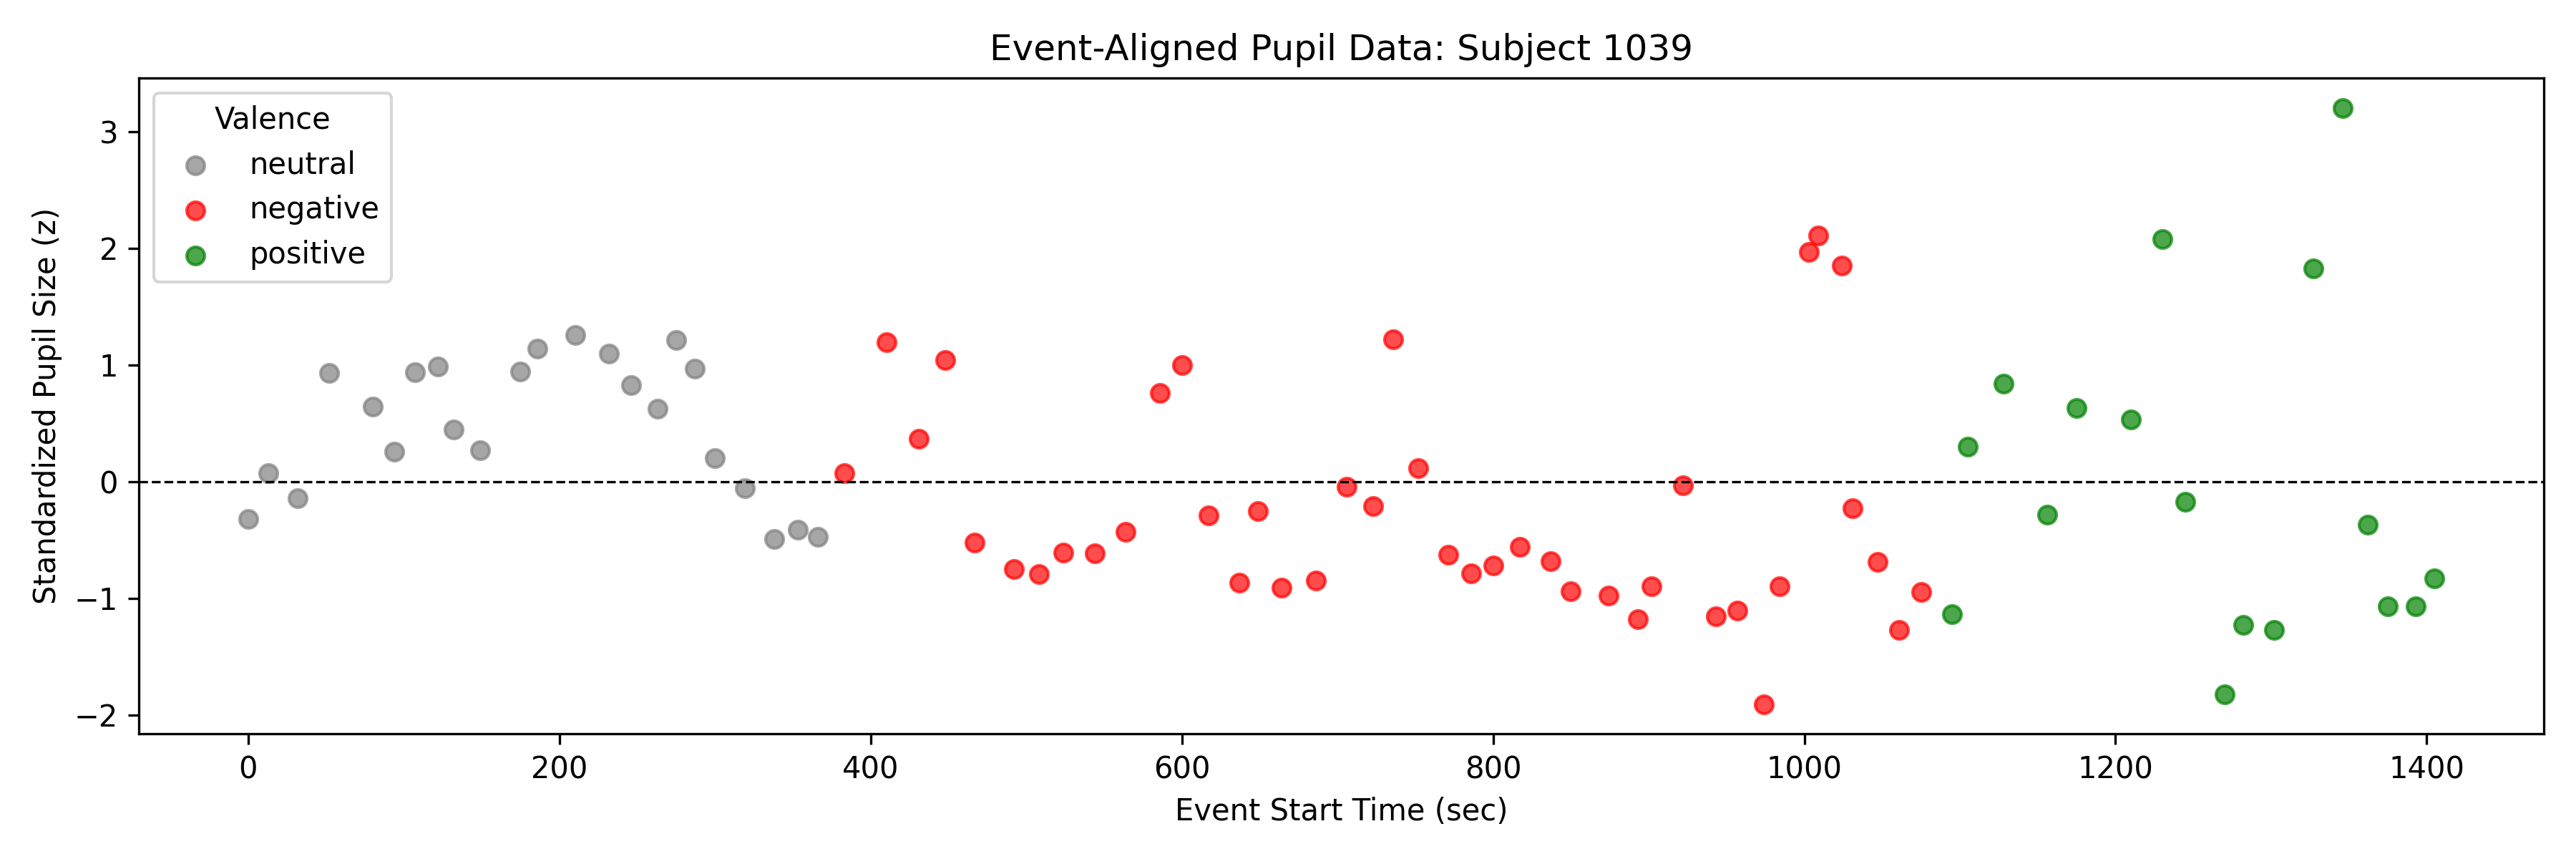 Event-Aligned Pupil Data: Subject 1039
Valence
neutral
negative
positive
Standardized Pupil Size (z)
3
2
1
0
−1
−2
0 200 400 600 800 1000 1200 1400
Event Start Time (sec)